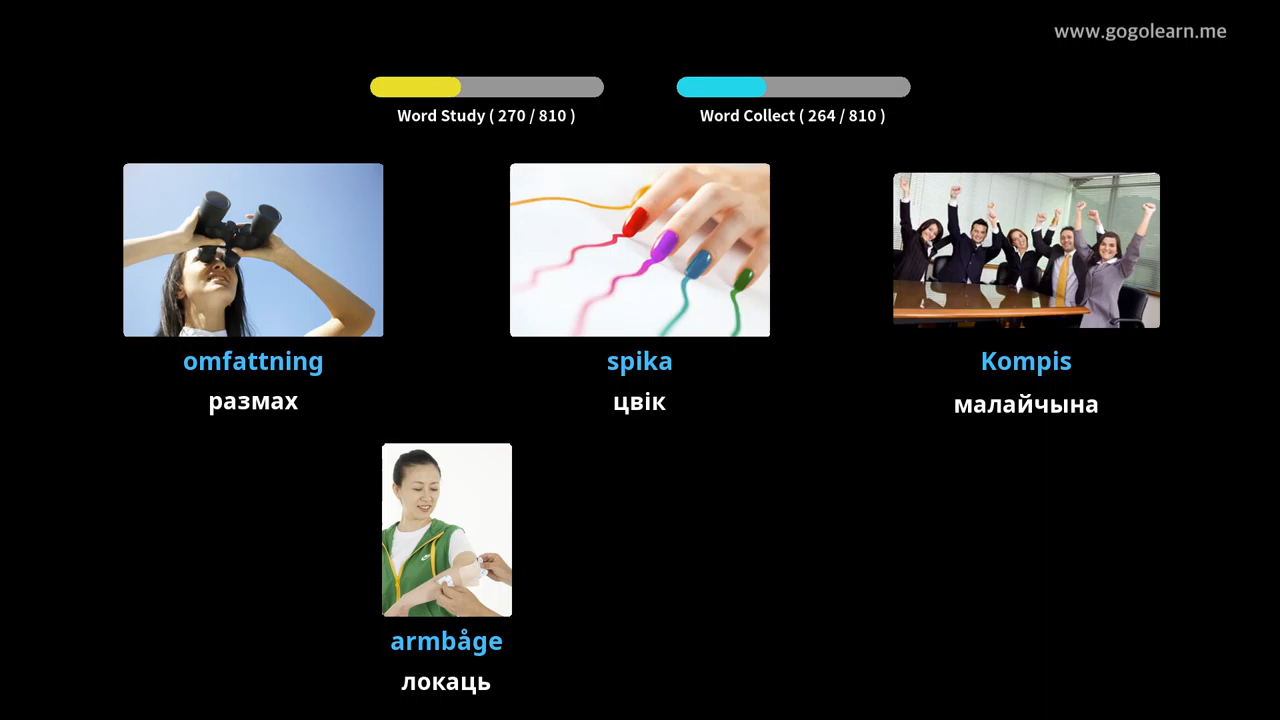 www.gogolearn.me
Word Study ( 270 / 810 )
Word Collect ( 264 / 810 )
omfattning
размах
spika
цвік
Kompis
малайчына
armbåge
локаць